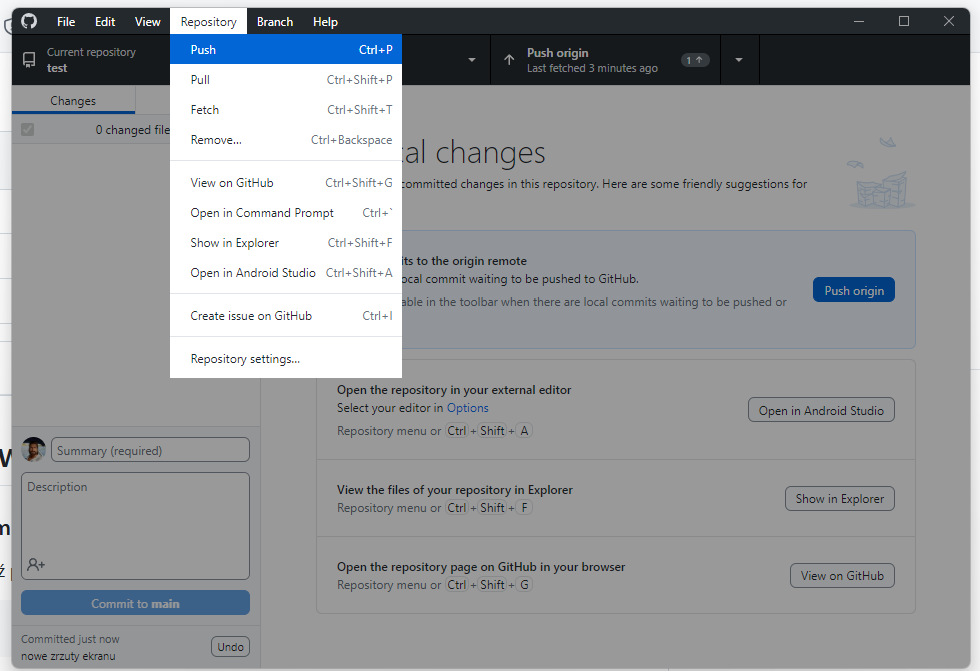 File Edit View Repository Branch Help
Current repository
test
Push origin
Last fetched 3 minutes ago
1
Push Ctrl+P
Pull Ctrl+Shift+P
Fetch Ctrl+Shift+T
Remove... Ctrl+Backspace
View on GitHub Ctrl+Shift+G
Open in Command Prompt Ctrl+`
Show in Explorer Ctrl+Shift+F
Open in Android Studio Ctrl+Shift+A
Create issue on GitHub Ctrl+I
Repository settings...
Changes
0 changed file
cal changes
committed changes in this repository. Here are some friendly suggestions for
its to the origin remote
ocal commit waiting to be pushed to GitHub.
able in the toolbar when there are local commits waiting to be pushed or
Push origin
Open the repository in your external editor
Select your editor in Options
Repository menu or Ctrl + Shift + A
Open in Android Studio
View the files of your repository in Explorer
Repository menu or Ctrl + Shift + F
Show in Explorer
Open the repository page on GitHub in your browser
Repository menu or Ctrl + Shift + G
View on GitHub
Summary (required)
Description
Commit to main
Committed just now
nowe zrzuty ekranu
Undo